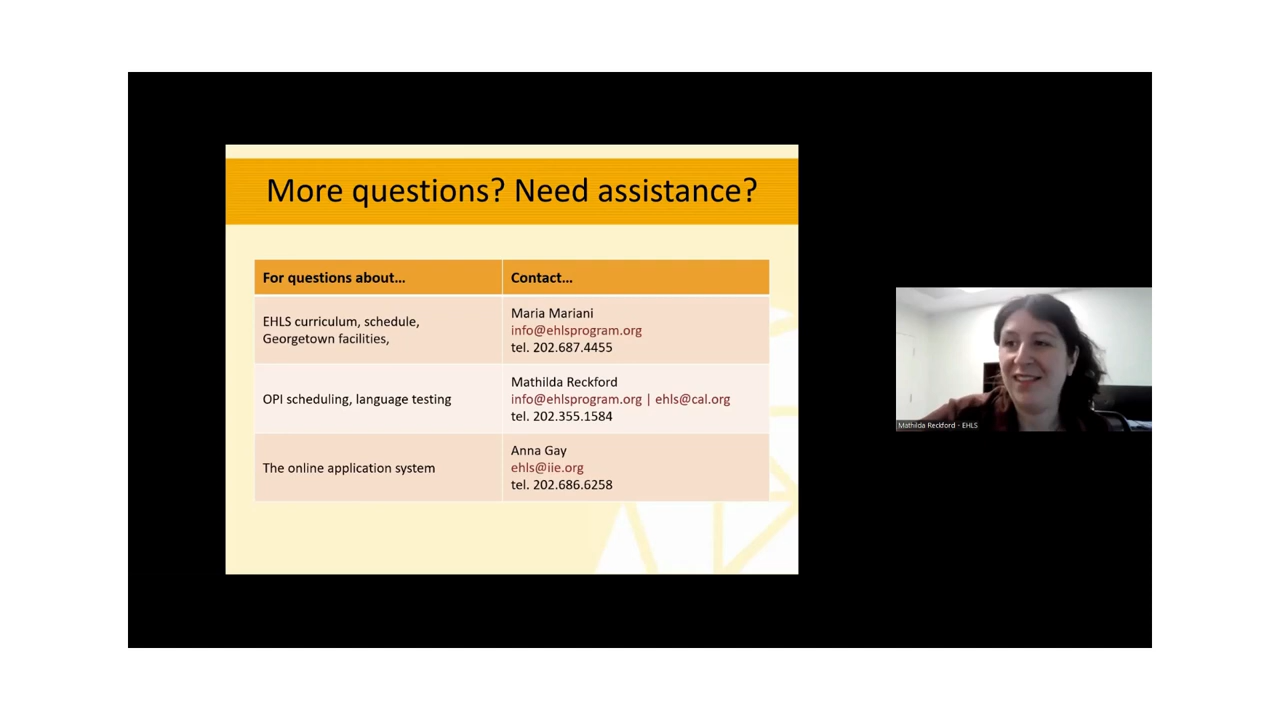 More questions? Need assistance?
For questions about...
Contact...
EHLS curriculum, schedule,
Georgetown facilities,
Maria Mariani
info@ehlsprogram.org
tel. 202.687.4455
OPI scheduling, language testing
Mathilda Reckford
info@ehlsprogram.org | ehls@cal.org
tel. 202.355.1584
The online application system
Anna Gay
ehls@iie.org
tel. 202.686.6258
Mathilda Reckford - EHLS